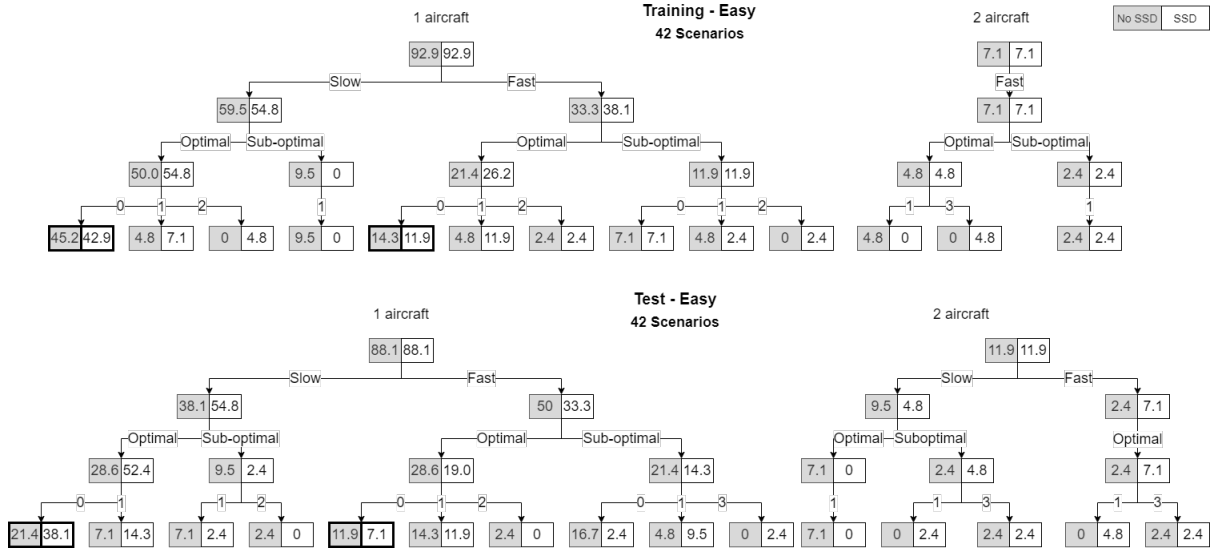 Training - Easy
42 Scenarios
No SSD SSD
1 aircraft 2 aircraft
92.9 92.9 7.1 7.1
Slow Fast Fast
59.5 54.8 33.3 38.1 7.1 7.1
Optimal Sub-optimal Optimal Sub-optimal Optimal Sub-optimal
50.0 54.8 9.5 0 21.4 26.2 11.9 11.9 4.8 4.8 2.4 2.4
0 1 2 1 0 1 2 0 1 2 1 3 1
45.2 42.9 4.8 7.1 0 4.8 9.5 0 14.3 11.9 4.8 11.9 2.4 2.4 7.1 7.1 4.8 2.4 0 2.4 4.8 0 0 4.8 2.4 2.4
Test - Easy
42 Scenarios
1 aircraft 2 aircraft
88.1 88.1 11.9 11.9
Slow Fast Slow Fast
38.1 54.8 50 33.3 9.5 4.8 2.4 7.1
Optimal Sub-optimal Optimal Sub-optimal Optimal Suboptimal Optimal
28.6 52.4 9.5 2.4 28.6 19.0 21.4 14.3 7.1 0 2.4 4.8 2.4 7.1
0 1 1 2 0 1 2 0 1 3 1 1 3 1 3
21.4 38.1 7.1 14.3 7.1 2.4 2.4 0 11.9 7.1 14.3 11.9 2.4 0 16.7 2.4 4.8 9.5 0 2.4 7.1 0 0 2.4 2.4 2.4 0 4.8 2.4 2.4